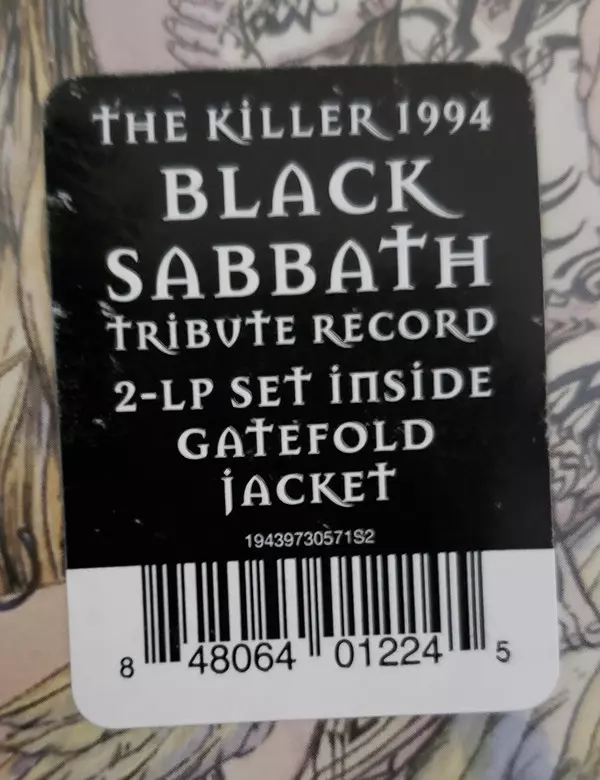 THE KILLER 1994
BLACK
SABBATH
TRIBUTE RECORD
2-LP SET INSIDE
GATEFOLD
JACKET
19439730571S2
8 48064 01224 5